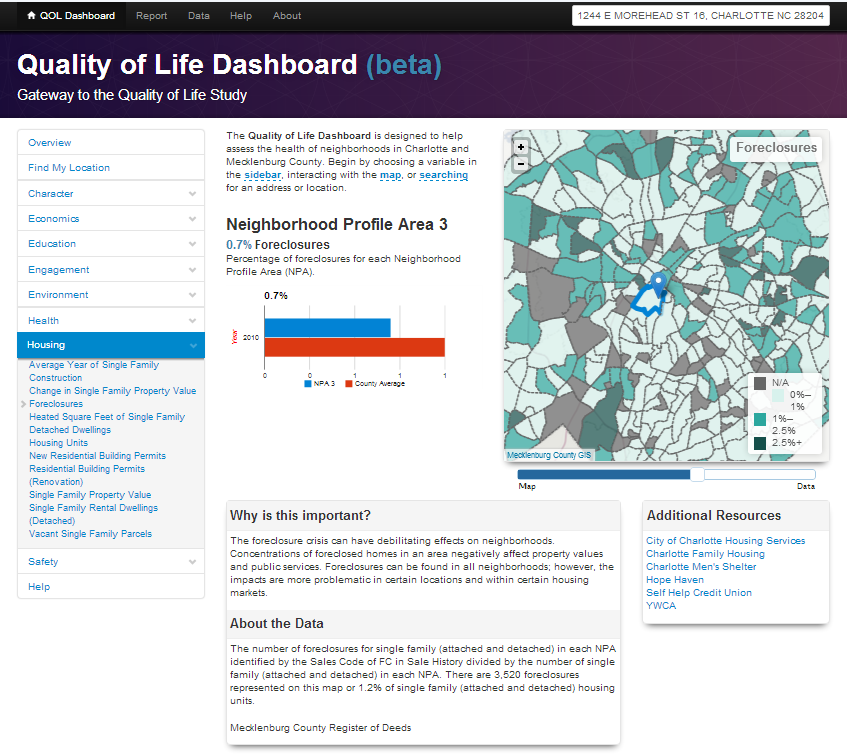 QOL Dashboard Report Data Help About 1244 E MOREHEAD ST 16, CHARLOTTE NC 28204
Quality of Life Dashboard (beta)
Gateway to the Quality of Life Study
Overview
Find My Location
Character
Economics
Education
Engagement
Environment
Health
Housing
Average Year of Single Family
Construction
Change in Single Family Property Value
Foreclosures
Heated Square Feet of Single Family
Detached Dwellings
Housing Units
New Residential Building Permits
Residential Building Permits
(Renovation)
Single Family Property Value
Single Family Rental Dwellings
(Detached)
Vacant Single Family Parcels
Safety
Help
The Quality of Life Dashboard is designed to help
assess the health of neighborhoods in Charlotte and
Mecklenburg County. Begin by choosing a variable in
the sidebar, interacting with the map, or searching
for an address or location.
Neighborhood Profile Area 3
0.7% Foreclosures
Percentage of foreclosures for each Neighborhood
Profile Area (NPA).
0.7%
Year
2010
0 0 1 1 1
NPA 3 County Average
+
-
Foreclosures
N/A
0%–
1%
1%–
2.5%
2.5%+
Mecklenburg County GIS
Map Data
Why is this important?
The foreclosure crisis can have debilitating effects on neighborhoods.
Concentrations of foreclosed homes in an area negatively affect property values
and public services. Foreclosures can be found in all neighborhoods; however, the
impacts are more problematic in certain locations and within certain housing
markets.
About the Data
The number of foreclosures for single family (attached and detached) in each NPA
identified by the Sales Code of FC in Sale History divided by the number of single
family (attached and detached) in each NPA. There are 3,520 foreclosures
represented on this map or 1.2% of single family (attached and detached) housing
units.
Mecklenburg County Register of Deeds
Additional Resources
City of Charlotte Housing Services
Charlotte Family Housing
Charlotte Men's Shelter
Hope Haven
Self Help Credit Union
YWCA